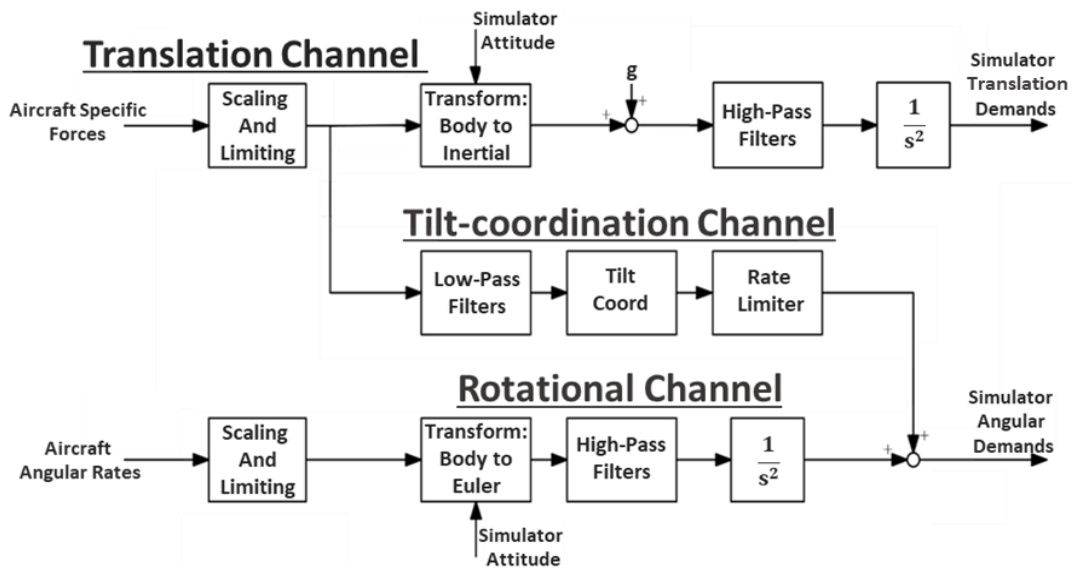 Simulator
Attitude
Translation Channel
g
Simulator
Translation
Demands
Aircraft Specific
Forces
Scaling
And
Limiting
Transform:
Body to
Inertial
+
+
High-Pass
Filters
1
s²
Tilt-coordination Channel
Low-Pass
Filters
Tilt
Coord
Rate
Limiter
Rotational Channel
Simulator
Angular
Demands
Aircraft
Angular Rates
Scaling
And
Limiting
Transform:
Body to
Euler
High-Pass
Filters
1
s²
+
+
Simulator
Attitude